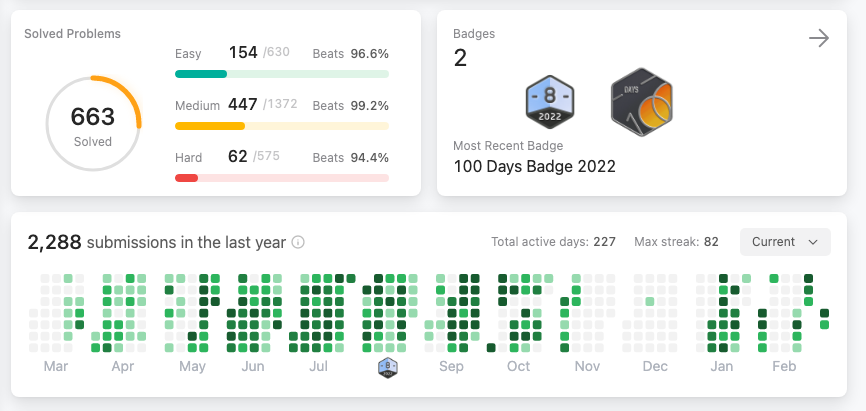 Solved Problems
663
Solved
Easy 154 /630 Beats 96.6%
Medium 447 /1372 Beats 99.2%
Hard 62 /575 Beats 94.4%
Badges
2
8
2022
DAYS
Most Recent Badge
100 Days Badge 2022
2,288 submissions in the last year
Total active days: 227 Max streak: 82 Current
Mar Apr May Jun Jul 8 2022 Sep Oct Nov Dec Jan Feb